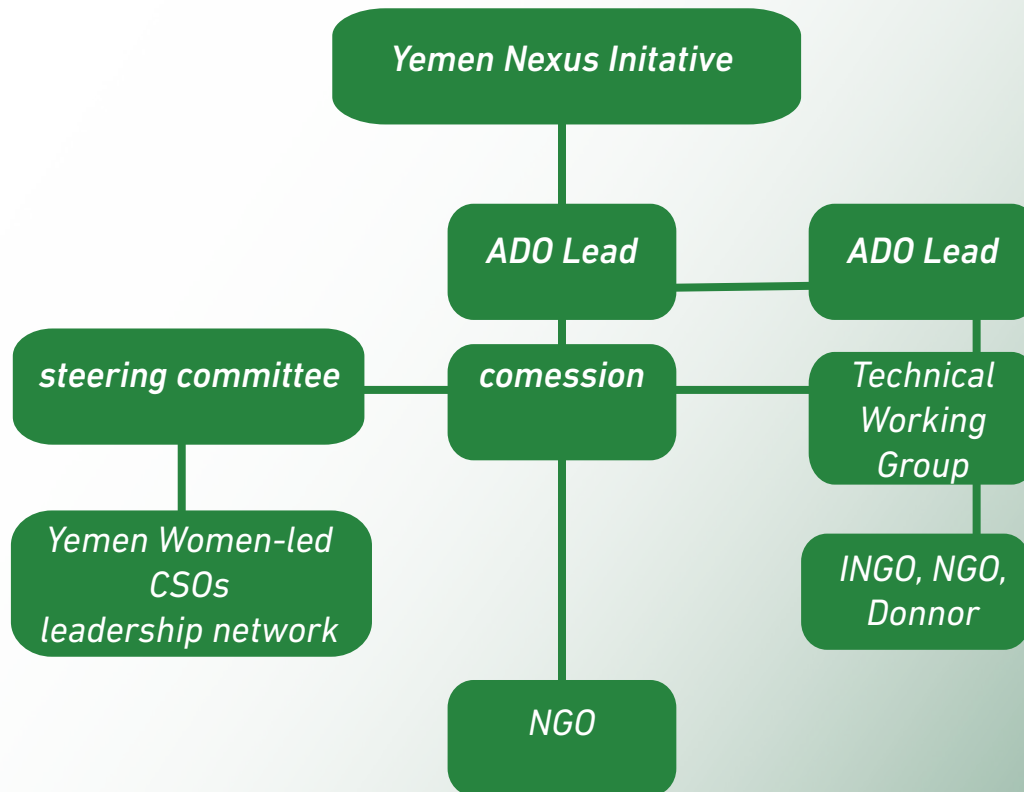 Yemen Nexus Initative
ADO Lead
ADO Lead
steering committee
comession
Technical
Working
Group
Yemen Women-led
CSOs
leadership network
INGO, NGO,
Donnor
NGO